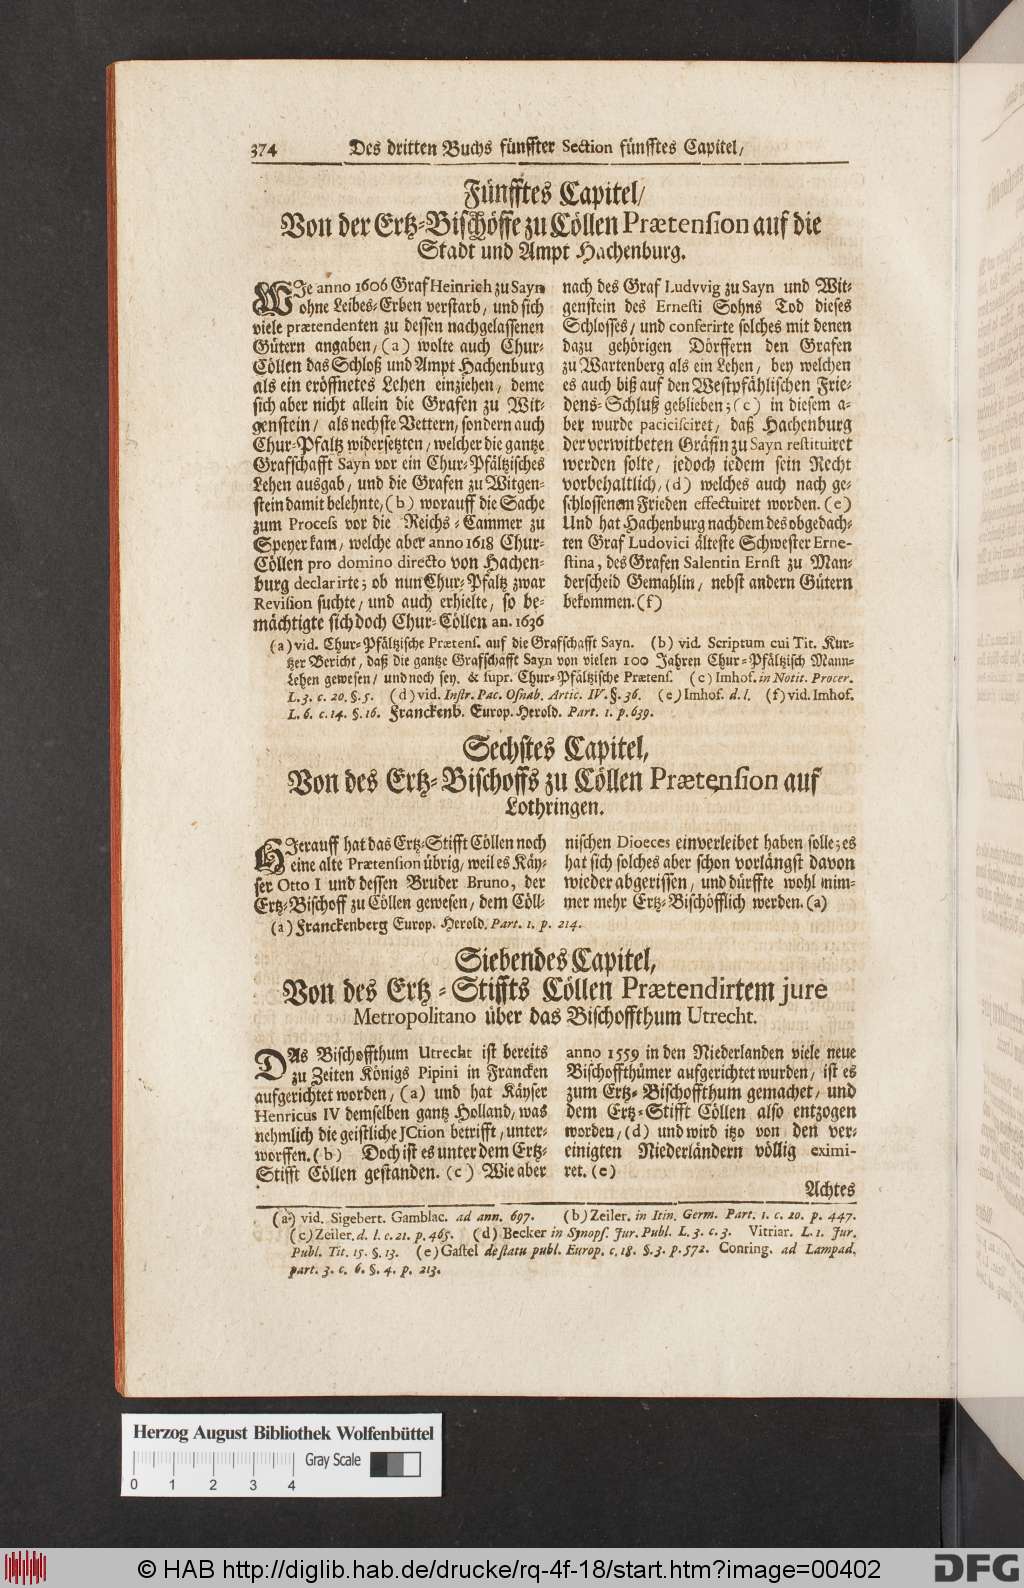 374 Des dritten Buchs fünffter Section fünfftes Capitel/
Fünfftes Capitel/
Von der Ertz-Bischöffe zu Cöllen Prætension auf die
Stadt und Ampt Hachenburg.
WIe anno 1606 Graf Heinrich zu Sayn
ohne Leibes-Erben verstarb, und sich
viele prætendenten zu dessen nachgelassenen
Gütern angaben, (a) wolte auch Chur-
Cöllen das Schloß und Ampt Hachenburg
als ein eröffnetes Lehen einziehen, deme
sich aber nicht allein die Grafen zu Wit-
genstein, als nechste Vettern, sondern auch
Chur-Pfaltz widersetzten, welcher die gantze
Grafschafft Sayn vor ein Chur-Pfältzisches
Lehen ausgab, und die Grafen zu Witgen-
stein damit belehnte, (b) worauff die Sache
zum Process vor die Reichs-Cammer zu
Speyer kam, welche aber anno 1618 Chur-
Cöllen pro domino directo von Hachen-
burg declarirte; ob nun Chur-Pfaltz zwar
Revision suchte, und auch erhielte, so be-
mächtigte sich doch Chur-Cöllen an. 1636
nach des Graf Ludvvig zu Sayn und Wit-
genstein des Ernesti Sohns Tod dieses
Schlosses, und conferirte solches mit denen
dazu gehörigen Dörffern den Grafen
zu Wartenberg als ein Lehen, bey welchen
es auch biß auf den Westpfählischen Frie-
dens-Schluß geblieben; (c) in diesem a-
ber wurde pacisciret, daß Hachenburg
der verwitbeten Gräfin zu Sayn restituiret
werden solte, jedoch jedem sein Recht
vorbehaltlich, (d) welches auch nach ge-
schlossenem Frieden effectuiret worden. (e)
Und hat Hachenburg nachdem des obgedach-
ten Graf Ludovici älteste Schwester Erne-
stina, des Grafen Salentin Ernst zu Man-
derscheid Gemahlin, nebst andern Gütern
bekommen. (f)
(a) vid. Chur-Pfältzische Prætens. auf die Grafschafft Sayn. (b) vid. Scriptum cui Tit. Kur-
tzer Bericht, daß die gantze Grafschafft Sayn von vielen 100 Jahren Chur-Pfältzisch Mann-
Lehen gewesen/ und noch sey. & supr. Chur-Pfältzische Prætens. (c) Imhof. in Notit. Procer.
L. 3. c. 20. §. 5. (d) vid. Instr. Pac. Osnab. Artic. IV. §. 36. (e) Imhof. d. l. (f) vid. Imhof.
L. 6. c. 14. §. 16. Franckenb. Europ. Herold. Part. 1. p. 639.
Sechstes Capitel,
Von des Ertz-Bischoffs zu Cöllen Prætension auf
Lothringen.
HIerauff hat das Ertz-Stifft Cöllen noch
eine alte Prætension übrig, weil es Käy-
ser Otto I und dessen Bruder Bruno, der
Ertz-Bischoff zu Cöllen gewesen, dem Cöll-
nischen Dioeces einverleibet haben solle; es
hat sich solches aber schon vorlängst davon
wieder abgerissen, und dürffte wohl nim-
mer mehr Ertz-Bischöfflich werden. (a)
(a) Franckenberg Europ. Herold. Part. 1. p. 214.
Siebendes Capitel,
Von des Ertz-Stiffts Cöllen Prætendirtem jure
Metropolitano über das Bischoffthum Utrecht.
DAs Bischoffthum Utrecht ist bereits
zu Zeiten Königs Pipini in Francken
aufgerichtet worden, (a) und hat Käyser
Henricus IV demselben gantz Holland, was
nehmlich die geistliche JCtion betrifft, unter-
worffen. (b) Doch ist es unter dem Ertz-
Stifft Cöllen gestanden. (c) Wie aber
anno 1559 in den Niederlanden viele neue
Bischoffthümer aufgerichtet wurden, ist es
zum Ertz-Bischoffthum gemachet, und
dem Ertz-Stifft Cöllen also entzogen
worden, (d) und wird itzo von den ver-
einigten Niederländern völlig eximi-
ret. (e)
Achtes
(a) vid. Sigebert. Gamblac. ad ann. 697. (b) Zeiler. in Itin. Germ. Part. 1. c. 20. p. 447.
(c) Zeiler. d. l. c. 21. p. 465. (d) Becker in Synops. Jur. Publ. L. 3. c. 3. Vitriar. L. 1. Jur.
Publ. Tit. 15. §. 13. (e) Gastel de statu publ. Europ. c. 18. §. 3. p. 572. Conring. ad Lampad.
part. 3. c. 6. §. 4. p. 213.
Herzog August Bibliothek Wolfenbüttel
Gray Scale
0 1 2 3 4
© HAB http://diglib.hab.de/drucke/rq-4f-18/start.htm?image=00402
DFG